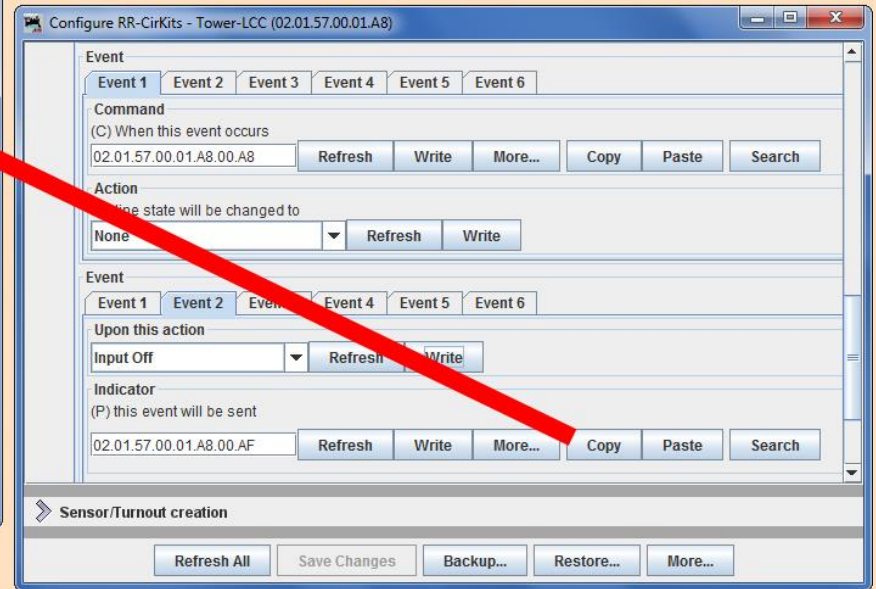 Configure RR-CirKits - Tower-LCC (02.01.57.00.01.A8)
Event
Event 1 Event 2 Event 3 Event 4 Event 5 Event 6
Command
(C) When this event occurs
02.01.57.00.01.A8.00.A8 Refresh Write More... Copy Paste Search
Action
line state will be changed to
None Refresh Write
Event
Event 1 Event 2 Event 4 Event 5 Event 6
Upon this action
Input Off Refresh Write
Indicator
(P) this event will be sent
02.01.57.00.01.A8.00.AF Refresh Write More... Copy Paste Search
Sensor/Turnout creation
Refresh All Save Changes Backup... Restore... More...